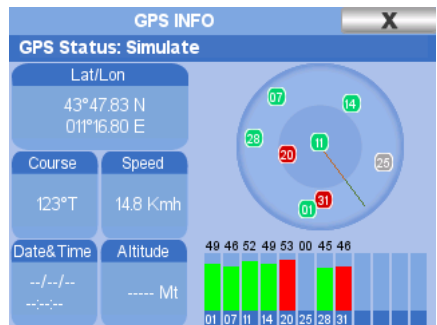 GPS INFO
X
GPS Status: Simulate
Lat/Lon
43°47.83 N
011°16.80 E
Course
Speed
123°T
14.8 Kmh
Date&Time
Altitude
--/--/--
--:--:--
----- Mt
07
14
28
11
20
25
31
01
49 46 52 49 53 00 45 46
01 07 11 14 20 25 28 31